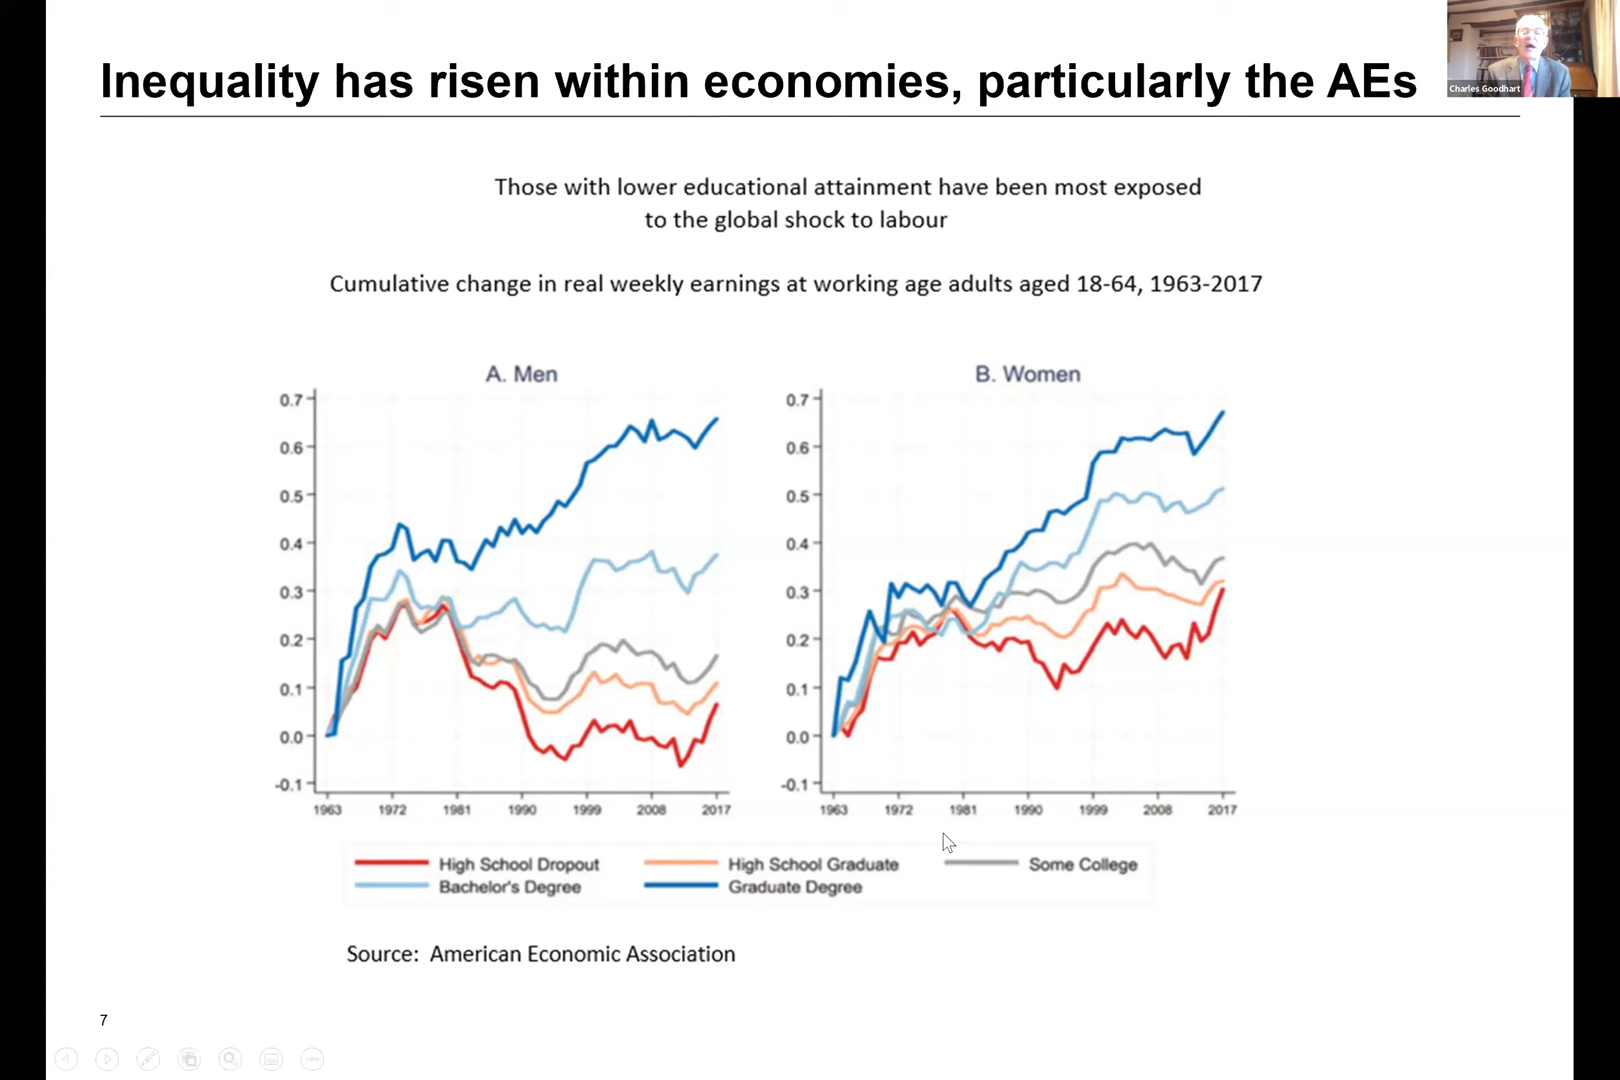 Inequality has risen within economies, particularly the AEs
Charles Goodhart
Those with lower educational attainment have been most exposed
to the global shock to labour
Cumulative change in real weekly earnings at working age adults aged 18-64, 1963-2017
A. Men
0.7
0.6
0.5
0.4
0.3
0.2
0.1
0.0
-0.1
1963 1972 1981 1990 1999 2008 2017
B. Women
0.7
0.6
0.5
0.4
0.3
0.2
0.1
0.0
-0.1
1963 1972 1981 1990 1999 2008 2017
High School Dropout High School Graduate Some College
Bachelor's Degree Graduate Degree
Source: American Economic Association
7